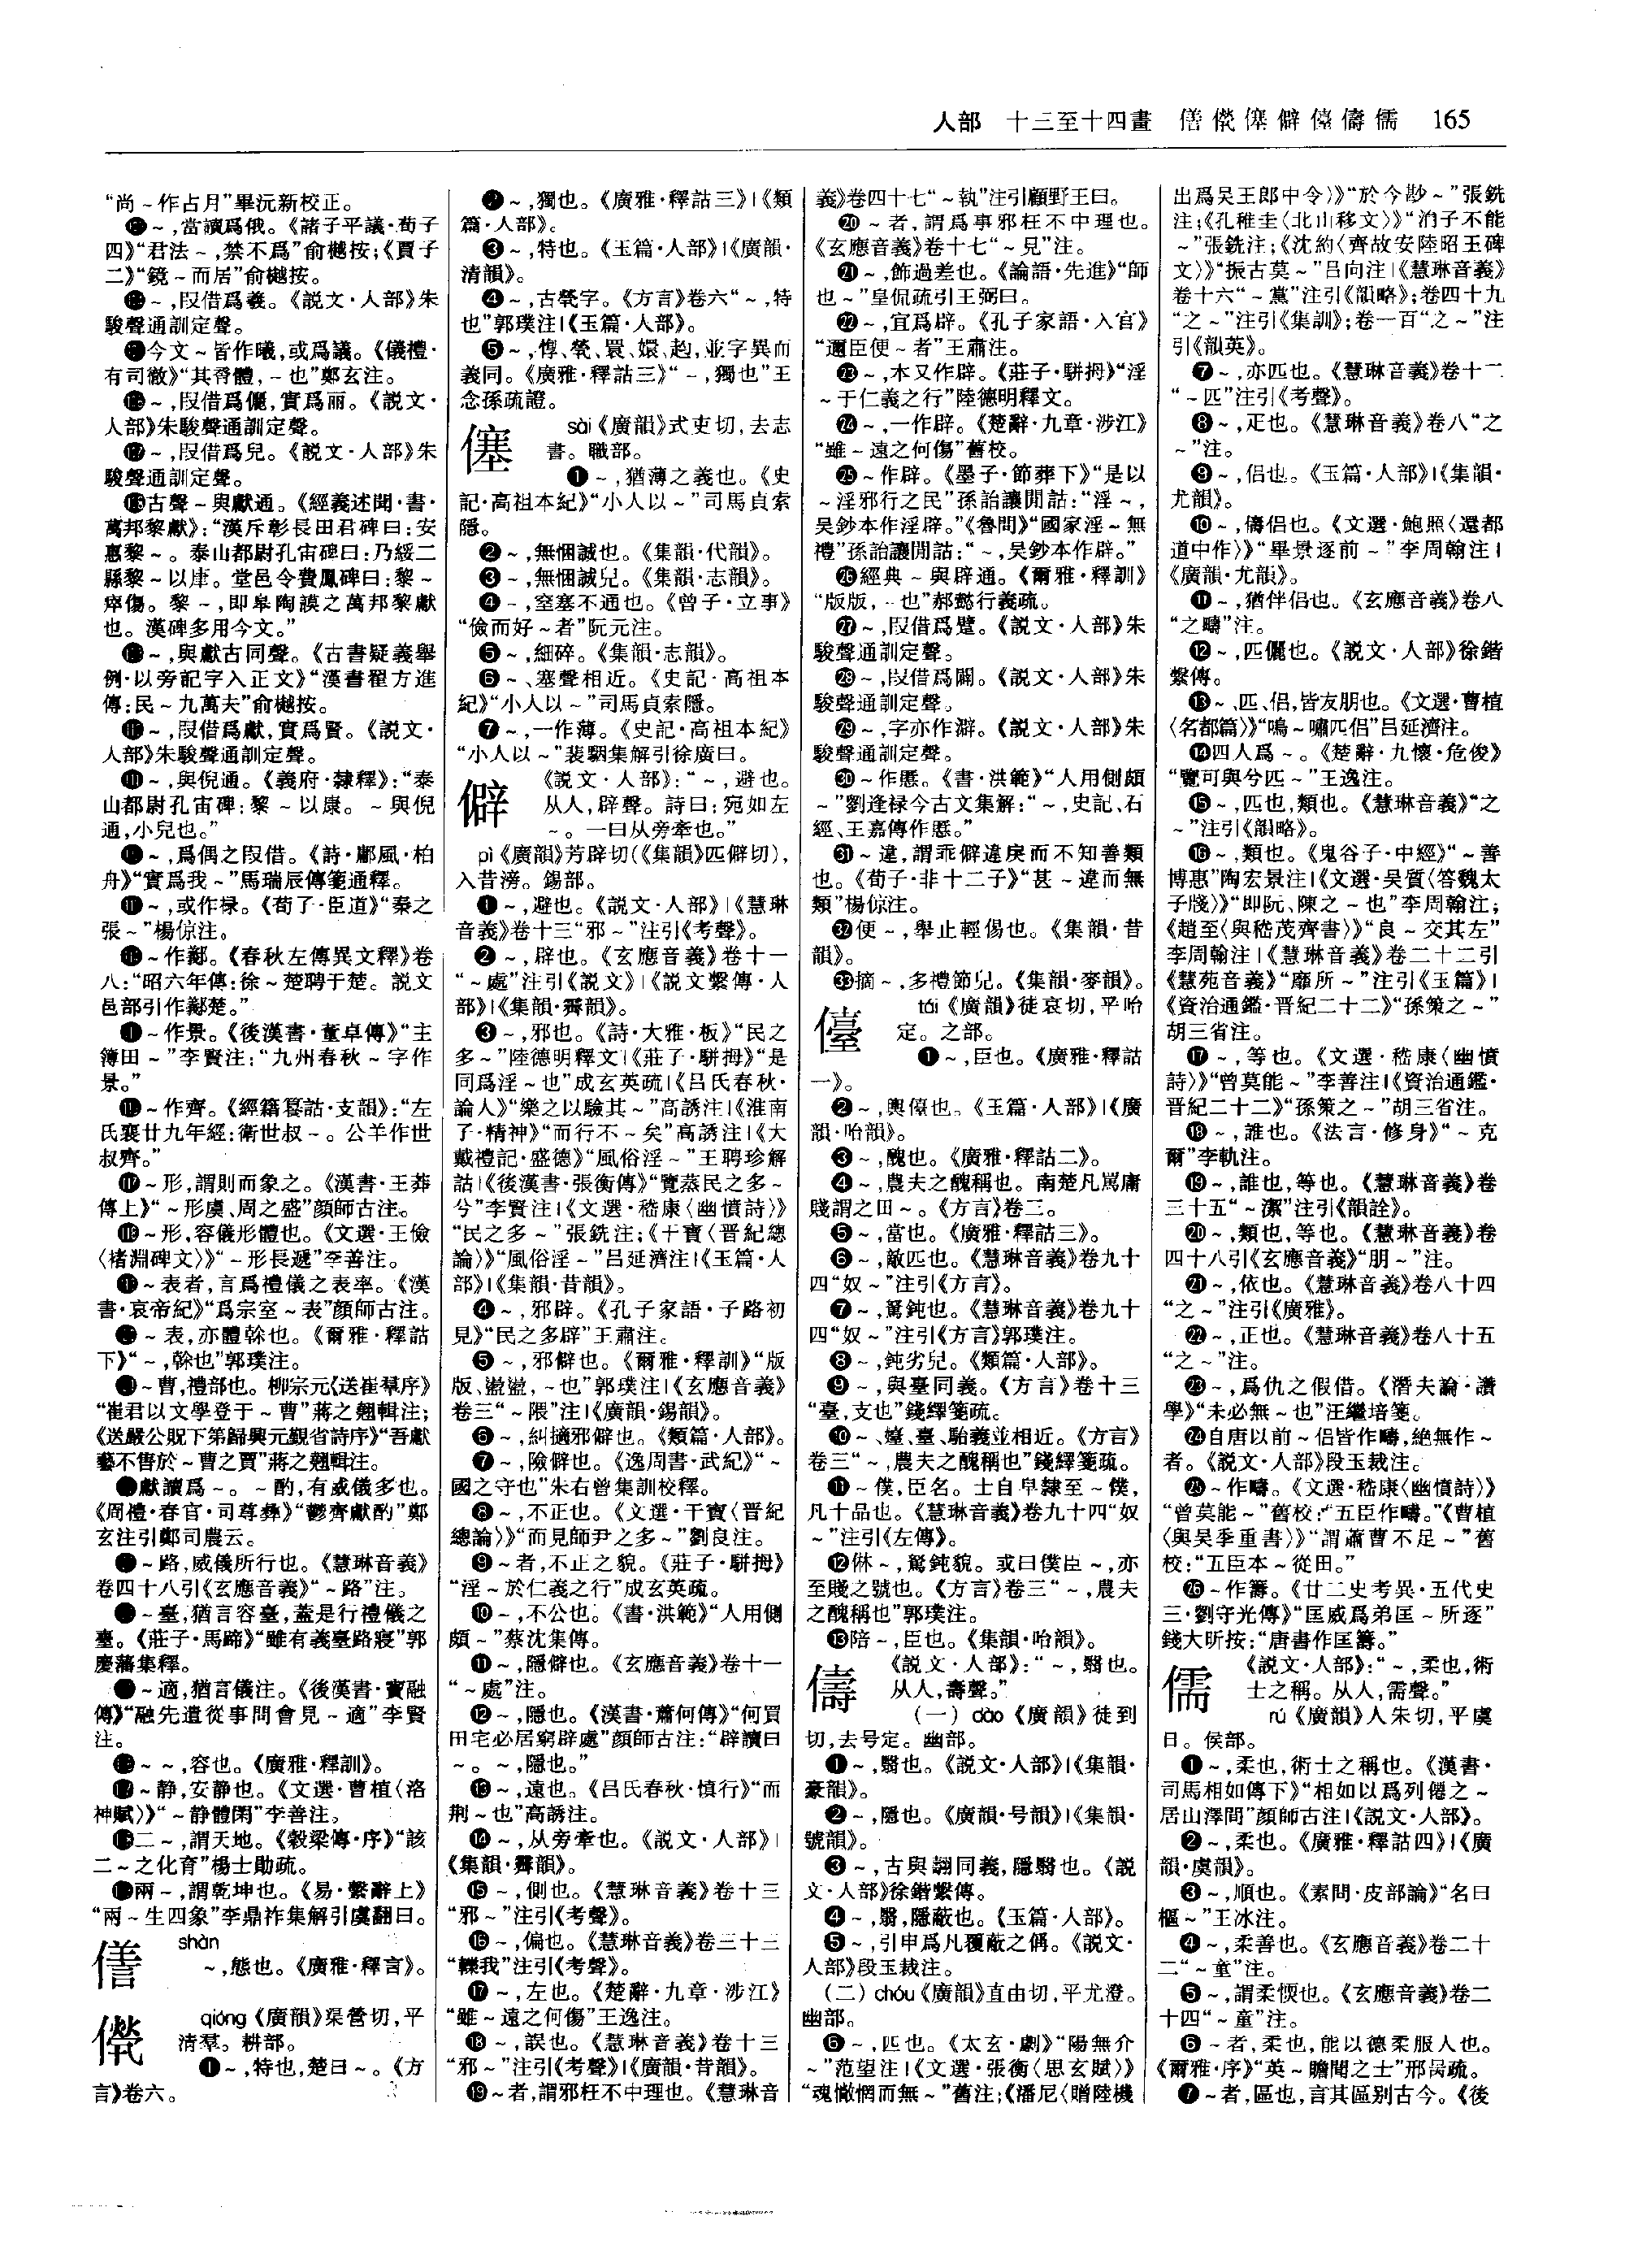 人部　十三至十四畫　僐儝僿僻儓儔儒　165
“尚～作占月”畢沅新校正。
～,當讀爲俄。《諸子平議·荀子
四》“君法～,禁不爲”俞樾按;《賈子
二》“鏡～而居”俞樾按。
～,叚借爲羲。《説文·人部》朱
駿聲通訓定聲。
今文～皆作曦,或爲議。《儀禮·
有司徹》“其脀體,～也”鄭玄注。
～,叚借爲儷,實爲丽。《説文·
人部》朱駿聲通訓定聲。
～,叚借爲兒。《説文·人部》朱
駿聲通訓定聲。
古聲～與獻通。《經義述聞·書·
萬邦黎獻》:“漢斥彰長田君碑曰:安
惠黎～。泰山都尉孔宙碑曰:乃綏二
縣黎～以康。堂邑令費鳳碑曰:黎～
瘁傷。黎～,即皋陶謨之萬邦黎獻
也。漢碑多用今文。”
～,與獻古同聲。《古書疑義舉
例·以旁記字入正文》“漢書翟方進
傳:民～九萬夫”俞樾按。
～,叚借爲獻,實爲賢。《説文·
人部》朱駿聲通訓定聲。
～,與倪通。《義府·隸釋》:“泰
山都尉孔宙碑:黎～以康。～與倪
通,小兒也。”
～,爲偶之叚借。《詩·鄘風·柏
舟》“實爲我～”馬瑞辰傳箋通釋。
～,或作禄。《荀子·臣道》“秦之
張～”楊倞注。
～作鄬。《春秋左傳異文釋》卷
八:“昭六年傳:徐～楚聘于楚。説文
邑部引作鄬楚。”
～作景。《後漢書·董卓傳》“主
簿田～”李賢注:“九州春秋～字作
景。”
～作齊。《經籍籑詁·支韻》:“左
氏襄廿九年經:衛世叔～。公羊作世
叔齊。”
～形,謂則而象之。《漢書·王莽
傳上》“～形虞、周之盛”顔師古注。
～形,容儀形體也。《文選·王儉
〈褚淵碑文〉》“～形長遞”李善注。
～表者,言爲禮儀之表率。《漢
書·哀帝紀》“爲宗室～表”顔師古注。
～表,亦體榦也。《爾雅·釋詁
下》“～,榦也”郭璞注。
～曹,禮部也。柳宗元《送崔羣序》
“崔君以文學登于～曹”蔣之翹輯注;
《送嚴公貺下第歸興元覲省詩序》“吾獻
藝不售於～曹之賈”蔣之翹輯注。
獻讀爲～。～酌,有威儀多也。
《周禮·春官·司尊彝》“鬱齊獻酌”鄭
玄注引鄭司農云。
～路,威儀所行也。《慧琳音義》
卷四十八引《玄應音義》“～路”注。
～臺,猶言容臺,蓋是行禮儀之
臺。《莊子·馬蹄》“雖有義臺路寢”郭
慶藩集釋。
～適,猶言儀注。《後漢書·竇融
傳》“融先遣從事問會見～適”李賢
注。
～～,容也。《廣雅·釋訓》。
～静,安静也。《文選·曹植〈洛
神賦〉》“～静體閑”李善注。
二～,謂天地。《穀梁傳·序》“該
二～之化育”楊士勛疏。
兩～,謂乾坤也。《易·繫辭上》
“兩～生四象”李鼎祚集解引虞翻曰。
僐　shàn
～,態也。《廣雅·釋言》。
儝　qióng《廣韻》渠營切,平
清羣。耕部。
❶～,特也,楚曰～。《方
言》卷六。
❷～,獨也。《廣雅·釋詁三》|《類
篇·人部》。
❸～,特也。《玉篇·人部》|《廣韻·
清韻》。
❹～,古煢字。《方言》卷六“～,特
也”郭璞注|《玉篇·人部》。
❺～,惸、煢、睘、嬛、趜,並字異而
義同。《廣雅·釋詁三》“～,獨也”王
念孫疏證。
僿　sài《廣韻》式吏切,去志
書。職部。
❶～,猶薄之義也。《史
記·高祖本紀》“小人以～”司馬貞索
隱。
❷～,無悃誠也。《集韻·代韻》。
❸～,無悃誠皃。《集韻·志韻》。
❹～,窒塞不通也。《曾子·立事》
“儉而好～者”阮元注。
❺～,細碎。《集韻·志韻》。
❻～、塞聲相近。《史記·高祖本
紀》“小人以～”司馬貞索隱。
❼～,一作薄。《史記·高祖本紀》
“小人以～”裴駰集解引徐廣曰。
僻　《説文·人部》:“～,避也。
从人,辟聲。詩曰:宛如左
～。一曰从旁牽也。”
pì《廣韻》芳辟切(《集韻》匹僻切),
入昔滂。錫部。
❶～,避也。《説文·人部》|《慧琳
音義》卷十三“邪～”注引《考聲》。
❷～,辟也。《玄應音義》卷十一
“～處”注引《説文》|《説文繫傳·人
部》|《集韻·霽韻》。
❸～,邪也。《詩·大雅·板》“民之
多～”陸德明釋文|《莊子·駢拇》“是
同爲淫～也”成玄英疏|《吕氏春秋·
論人》“樂之以驗其～”高誘注|《淮南
子·精神》“而行不～矣”高誘注|《大
戴禮記·盛德》“風俗淫～”王聘珍解
詁|《後漢書·張衡傳》“覽蒸民之多～
兮”李賢注|《文選·嵇康〈幽憤詩〉》
“民之多～”張銑注;《干寶〈晉紀總
論〉》“風俗淫～”吕延濟注|《玉篇·人
部》|《集韻·昔韻》。
❹～,邪辟。《孔子家語·子路初
見》“民之多辟”王肅注。
❺～,邪僻也。《爾雅·釋訓》“版
版、盪盪,～也”郭璞注|《玄應音義》
卷三“～隈”注|《廣韻·錫韻》。
❻～,糾擿邪僻也。《類篇·人部》。
❼～,險僻也。《逸周書·武紀》“～
國之守也”朱右曾集訓校釋。
❽～,不正也。《文選·干寶〈晉紀
總論〉》“而見師尹之多～”劉良注。
❾～者,不正之貌。《莊子·駢拇》
“淫～於仁義之行”成玄英疏。
❿～,不公也。《書·洪範》“人用側
頗～”蔡沈集傳。
⓫～,隱僻也。《玄應音義》卷十一
“～處”注。
⓬～,隱也。《漢書·蕭何傳》“何買
田宅必居窮辟處”顔師古注:“辟讀曰
～。～,隱也。”
⓭～,遠也。《吕氏春秋·慎行》“而
荆～也”高誘注。
⓮～,从旁牽也。《説文·人部》|
《集韻·霽韻》。
⓯～,側也。《慧琳音義》卷十三
“邪～”注引《考聲》。
⓰～,偏也。《慧琳音義》卷三十三
“轢我”注引《考聲》。
⓱～,左也。《楚辭·九章·涉江》
“雖～遠之何傷”王逸注。
⓲～,誤也。《慧琳音義》卷十三
“邪～”注引《考聲》|《廣韻·昔韻》。
⓳～者,謂邪枉不中理也。《慧琳音
義》卷四十七“～執”注引顧野王曰。
⓴～者,謂爲事邪枉不中理也。
《玄應音義》卷十七“～見”注。
㉑～,飾過差也。《論語·先進》“師
也～”皇侃疏引王弼曰。
㉒～,宜爲辟。《孔子家語·入官》
“邇臣便～者”王肅注。
㉓～,本又作辟。《莊子·駢拇》“淫
～于仁義之行”陸德明釋文。
㉔～,一作辟。《楚辭·九章·涉江》
“雖～遠之何傷”舊校。
㉕～作辟。《墨子·節葬下》“是以
～淫邪行之民”孫詒讓閒詁:“淫～,
吴鈔本作淫辟。”《魯問》“國家淫～無
禮”孫詒讓閒詁:“～,吴鈔本作辟。”
㉖經典～與辟通。《爾雅·釋訓》
“版版,～也”郝懿行義疏。
㉗～,叚借爲躄。《説文·人部》朱
駿聲通訓定聲。
㉘～,叚借爲闢。《説文·人部》朱
駿聲通訓定聲。
㉙～,字亦作澼。《説文·人部》朱
駿聲通訓定聲。
㉚～作辟。《書·洪範》“人用側頗
～”劉逢禄今古文集解:“～,史記、石
經、王嘉傳作辟。”
㉛～違,謂乖僻違戾而不知善類
也。《荀子·非十二子》“甚～違而無
類”楊倞注。
㉜便～,舉止輕傷也。《集韻·昔
韻》。
㉝摘～,多禮節皃。《集韻·麥韻》。
儓　tái《廣韻》徒哀切,平咍
定。之部。
❶～,臣也。《廣雅·釋詁
一》。
❷～,輿儓也。《玉篇·人部》|《廣
韻·咍韻》。
❸～,醜也。《廣雅·釋詁二》。
❹～,農夫之醜稱也。南楚凡罵庸
賤謂之田～。《方言》卷三。
❺～,當也。《廣雅·釋詁三》。
❻～,敵匹也。《慧琳音義》卷九十
四“奴～”注引《方言》。
❼～,駑鈍也。《慧琳音義》卷九十
四“奴～”注引《方言》郭璞注。
❽～,鈍劣皃。《類篇·人部》。
❾～,與臺同義。《方言》卷十三
“臺,支也”錢繹箋疏。
❿～、嬯、臺、駘義並相近。《方言》
卷三“～,農夫之醜稱也”錢繹箋疏。
⓫～僕,臣名。士自皁隸至～僕,
凡十品也。《慧琳音義》卷九十四“奴
～”注引《左傳》。
⓬㑣～,駑鈍貌。或曰僕臣～,亦
至賤之號也。《方言》卷三“～,農夫
之醜稱也”郭璞注。
⓭陪～,臣也。《集韻·咍韻》。
儔　《説文·人部》:“～,翳也。
从人,壽聲。”
(一) dào《廣韻》徒到
切,去号定。幽部。
❶～,翳也。《説文·人部》|《集韻·
豪韻》。
❷～,隱也。《廣韻·号韻》|《集韻·
號韻》。
❸～,古與翿同義,隱翳也。《説
文·人部》徐鍇繫傳。
❹～,翳,隱蔽也。《玉篇·人部》。
❺～,引申爲凡覆蔽之偁。《説文·
人部》段玉裁注。
(二) chóu《廣韻》直由切,平尤澄。
幽部。
❻～,匹也。《太玄·劇》“陽無介
～”范望注|《文選·張衡〈思玄賦〉》
“魂㒇惘而無～”舊注;《潘尼〈贈陸機
出爲吴王郎中令〉》“於今尠～”張銑
注;《孔稚圭〈北山移文〉》“涓子不能
～”張銑注;《沈約〈齊故安陸昭王碑
文〉》“振古莫～”吕向注|《慧琳音義》
卷十六“～黨”注引《韻略》;卷四十九
“之～”注引《集訓》;卷一百“之～”注
引《韻英》。
❼～,亦匹也。《慧琳音義》卷十二
“～匹”注引《考聲》。
❽～,疋也。《慧琳音義》卷八“之
～”注。
❾～,侣也。《玉篇·人部》|《集韻·
尤韻》。
❿～,儔侣也。《文選·鮑照〈還都
道中作〉》“畢景逐前～”李周翰注|
《廣韻·尤韻》。
⓫～,猶伴侣也。《玄應音義》卷八
“之疇”注。
⓬～,匹儷也。《説文·人部》徐鍇
繫傳。
⓭～、匹、侣,皆友朋也。《文選·曹植
〈名都篇〉》“鳴～嘯匹侣”吕延濟注。
⓮四人爲～。《楚辭·九懷·危俊》
“覽可與兮匹～”王逸注。
⓯～,匹也,類也。《慧琳音義》“之
～”注引《韻略》。
⓰～,類也。《鬼谷子·中經》“～善
博惠”陶宏景注|《文選·吴質〈答魏太
子牋〉》“即阮、陳之～也”李周翰注;
《趙至〈與嵇茂齊書〉》“良～交其左”
李周翰注|《慧琳音義》卷二十二引
《慧苑音義》“靡所～”注引《玉篇》|
《資治通鑑·晉紀二十二》“孫策之～”
胡三省注。
⓱～,等也。《文選·嵇康〈幽憤
詩〉》“曾莫能～”李善注|《資治通鑑·
晉紀二十二》“孫策之～”胡三省注。
⓲～,誰也。《法言·修身》“～克
爾”李軌注。
⓳～,誰也,等也。《慧琳音義》卷
三十五“～潔”注引《韻詮》。
⓴～,類也,等也。《慧琳音義》卷
四十八引《玄應音義》“朋～”注。
㉑～,依也。《慧琳音義》卷八十四
“之～”注引《廣雅》。
㉒～,正也。《慧琳音義》卷八十五
“之～”注。
㉓～,爲仇之假借。《潛夫論·讚
學》“未必無～也”汪繼培箋。
㉔自唐以前～侣皆作疇,絶無作～
者。《説文·人部》段玉裁注。
㉕～作疇。《文選·嵇康〈幽憤詩〉》
“曾莫能～”舊校:“五臣作疇。”《曹植
〈與吴季重書〉》“謂蕭曹不足～”舊
校:“五臣本～從田。”
㉖～作籌。《廿二史考異·五代史
三·劉守光傳》“匡威爲弟匡～所逐”
錢大昕按:“唐書作匡籌。”
儒　《説文·人部》:“～,柔也,術
士之稱。从人,需聲。”
rú《廣韻》人朱切,平虞
日。侯部。
❶～,柔也,術士之稱也。《漢書·
司馬相如傳下》“相如以爲列僊之～
居山澤間”顔師古注|《説文·人部》。
❷～,柔也。《廣雅·釋詁四》|《廣
韻·虞韻》。
❸～,順也。《素問·皮部論》“名曰
樞～”王冰注。
❹～,柔善也。《玄應音義》卷二十
二“～童”注。
❺～,謂柔愞也。《玄應音義》卷二
十四“～童”注。
❻～者,柔也,能以德柔服人也。
《爾雅·序》“英～贍聞之士”邢昺疏。
❼～者,區也,言其區别古今。《後